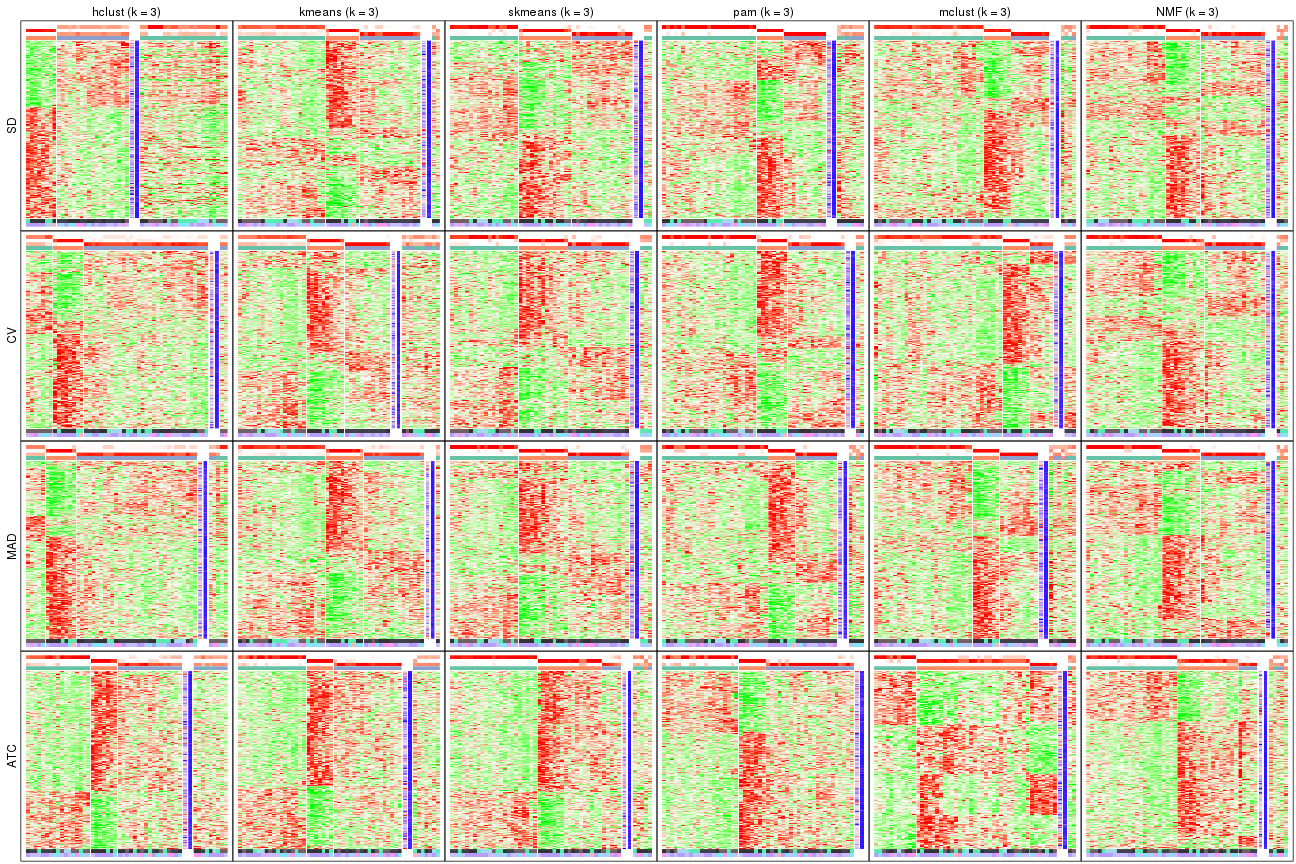 hclust (k = 3) kmeans (k = 3) skmeans (k = 3) pam (k = 3) mclust (k = 3) NMF (k = 3)
SD
CV
MAD
ATC